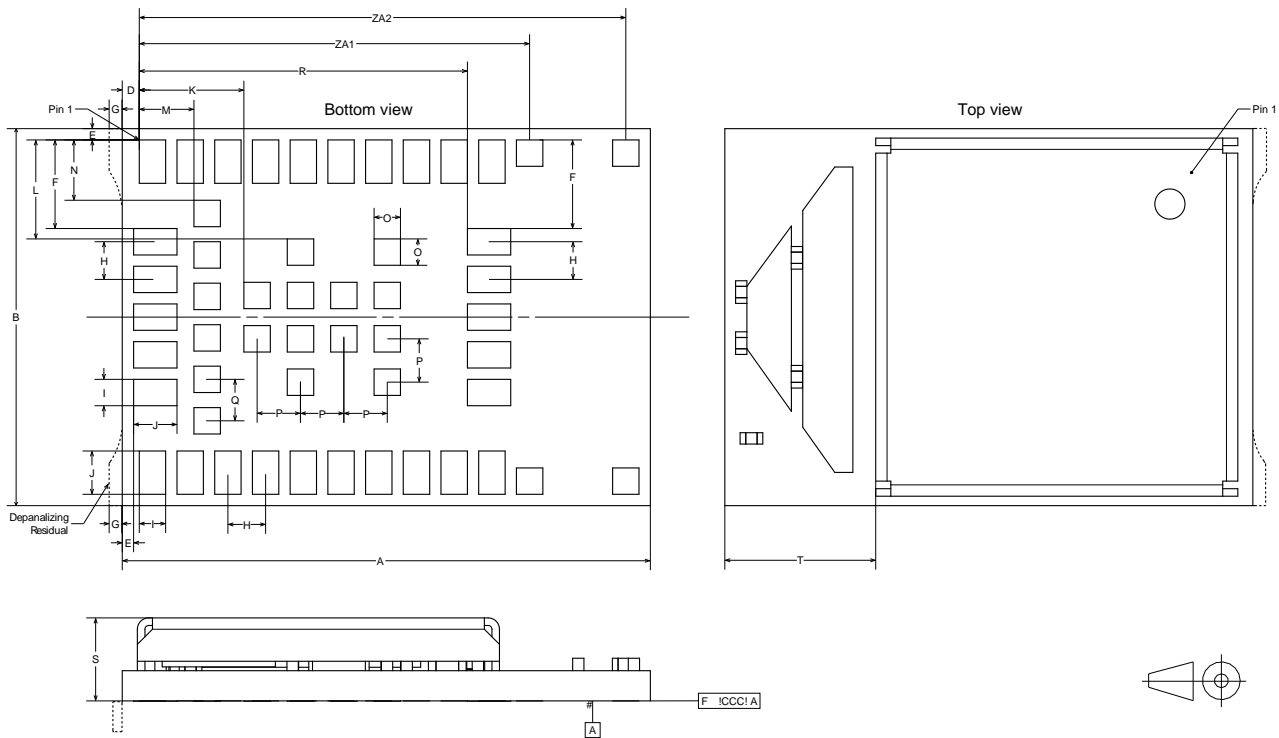 ZA2
ZA1
R
D
K
G
M
Pin 1
Bottom view
Top view
Pin 1
E
N
F
L
F
O
O
H
H
B
P
I
Q
J
P
P
P
J
Depanalizing
Residual
G
I
H
E
A
T
S
F !CCC! A
#
A